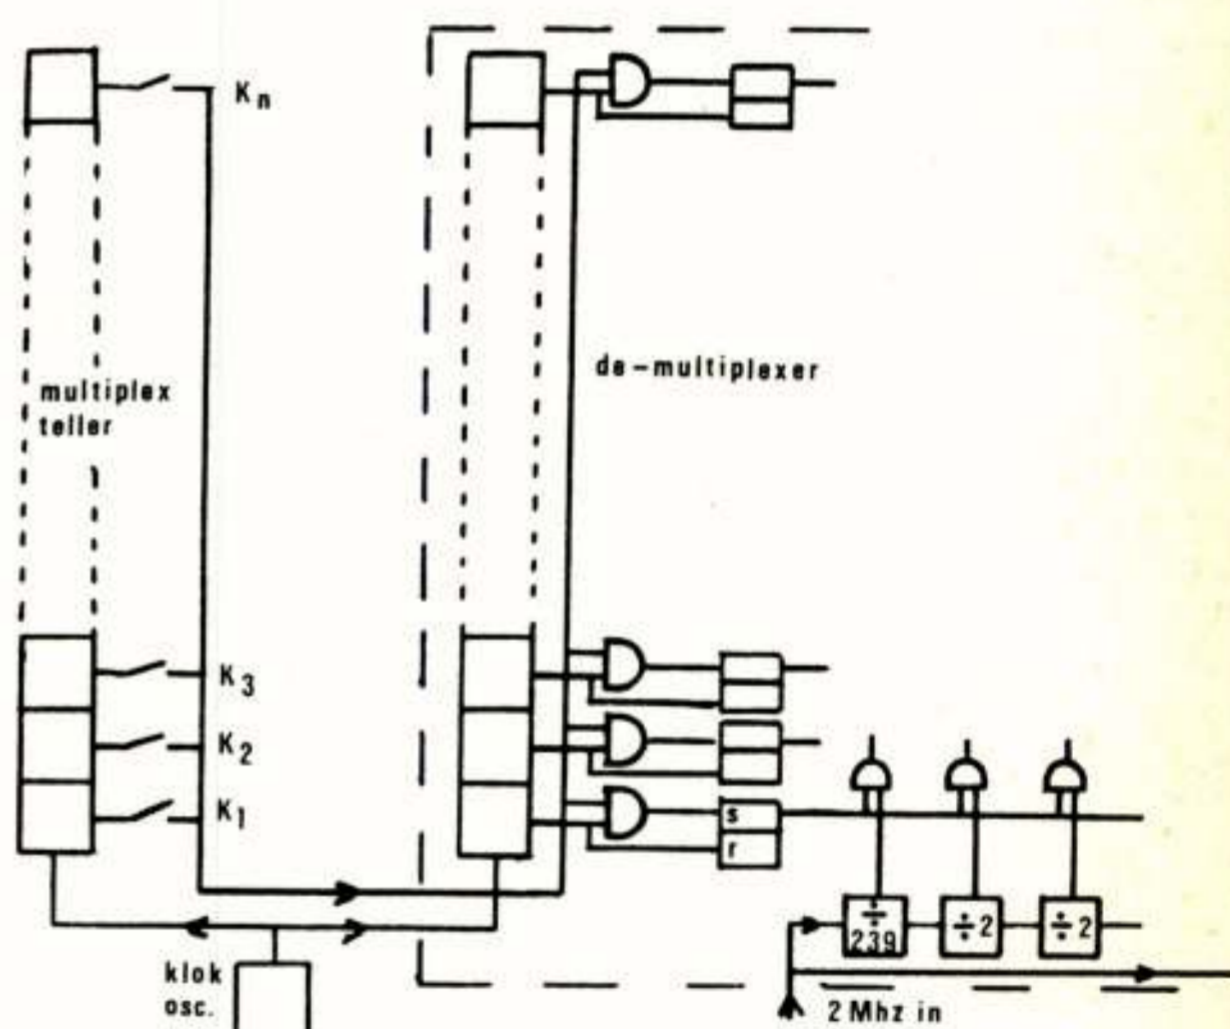 Kn
de-multiplexer
multiplex
teller
K3
K2
K1
s
r
÷
239
÷2
÷2
klok
osc.
2 Mhz in